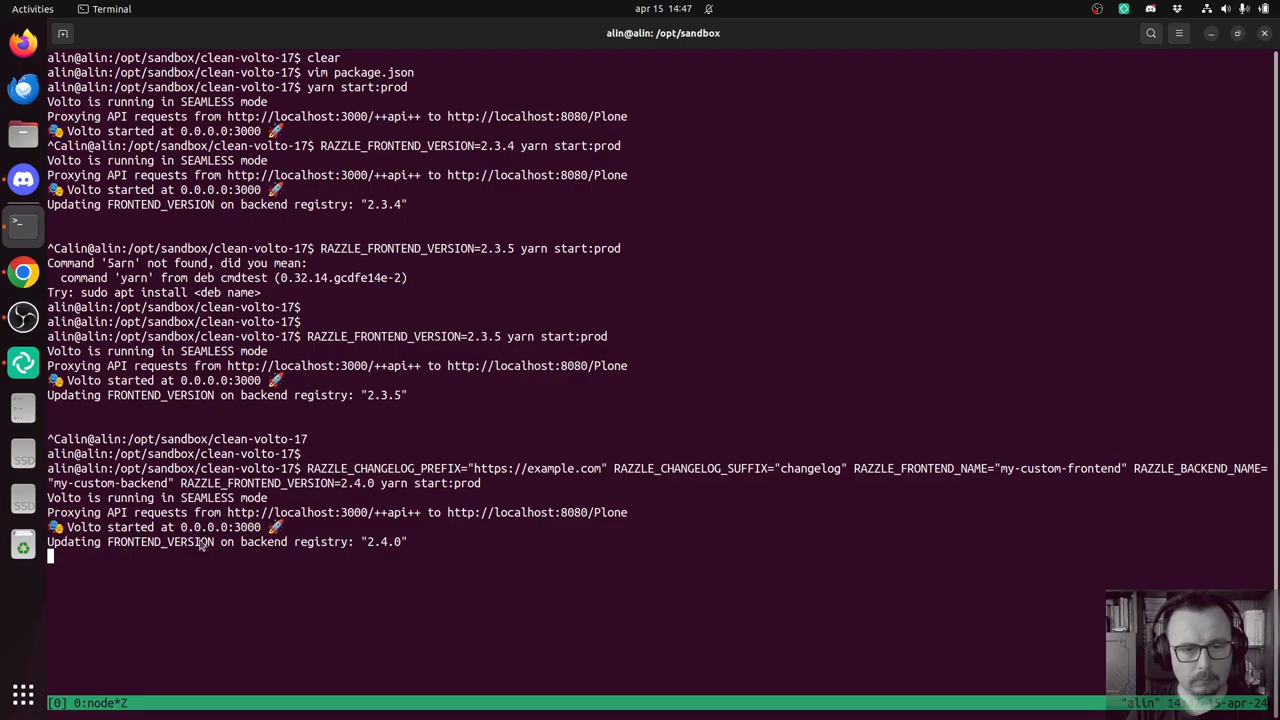 Activities
Terminal
apr 15 14:47
alin@alin: /opt/sandbox
alin@alin:/opt/sandbox/clean-volto-17$ clear
alin@alin:/opt/sandbox/clean-volto-17$ vim package.json
alin@alin:/opt/sandbox/clean-volto-17$ yarn start:prod
Volto is running in SEAMLESS mode
Proxying API requests from http://localhost:3000/++api++ to http://localhost:8080/Plone
🎭 Volto started at 0.0.0.0:3000 🚀
^Calin@alin:/opt/sandbox/clean-volto-17$ RAZZLE_FRONTEND_VERSION=2.3.4 yarn start:prod
Volto is running in SEAMLESS mode
Proxying API requests from http://localhost:3000/++api++ to http://localhost:8080/Plone
🎭 Volto started at 0.0.0.0:3000 🚀
Updating FRONTEND_VERSION on backend registry: "2.3.4"
^Calin@alin:/opt/sandbox/clean-volto-17$ RAZZLE_FRONTEND_VERSION=2.3.5 yarn start:prod
Command '5arn' not found, did you mean:
command 'yarn' from deb cmdtest (0.32.14.gcdfe14e-2)
Try: sudo apt install <deb name>
alin@alin:/opt/sandbox/clean-volto-17$
alin@alin:/opt/sandbox/clean-volto-17$
alin@alin:/opt/sandbox/clean-volto-17$ RAZZLE_FRONTEND_VERSION=2.3.5 yarn start:prod
Volto is running in SEAMLESS mode
Proxying API requests from http://localhost:3000/++api++ to http://localhost:8080/Plone
🎭 Volto started at 0.0.0.0:3000 🚀
Updating FRONTEND_VERSION on backend registry: "2.3.5"
^Calin@alin:/opt/sandbox/clean-volto-17
alin@alin:/opt/sandbox/clean-volto-17$
alin@alin:/opt/sandbox/clean-volto-17$ RAZZLE_CHANGELOG_PREFIX="https://example.com" RAZZLE_CHANGELOG_SUFFIX="changelog" RAZZLE_FRONTEND_NAME="my-custom-frontend" RAZZLE_BACKEND_NAME=
"my-custom-backend" RAZZLE_FRONTEND_VERSION=2.4.0 yarn start:prod
Volto is running in SEAMLESS mode
Proxying API requests from http://localhost:3000/++api++ to http://localhost:8080/Plone
🎭 Volto started at 0.0.0.0:3000 🚀
Updating FRONTEND_VERSION on backend registry: "2.4.0"
SSD
SSD
[0] 0:node*Z
"alin" 14:47 15-apr-24